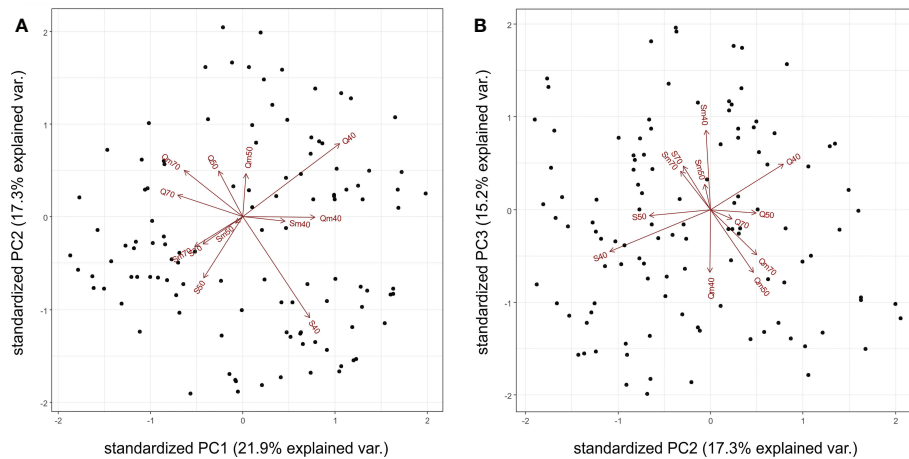 A
standardized PC2 (17.3% explained var.)
2
1
0
-1
-2
Q40
Qm50
Q50
Qm70
Q70
Qm40
Sm40
Sm50
S70
Sm70
S50
S40
-2
-1
0
1
2
standardized PC1 (21.9% explained var.)
B
standardized PC3 (15.2% explained var.)
2
1
0
-1
-2
Sm40
S70
Sm70
Sm50
Q40
S50
Q50
Q70
S40
Qm70
Qm40
Qm50
-2
-1
0
1
2
standardized PC2 (17.3% explained var.)